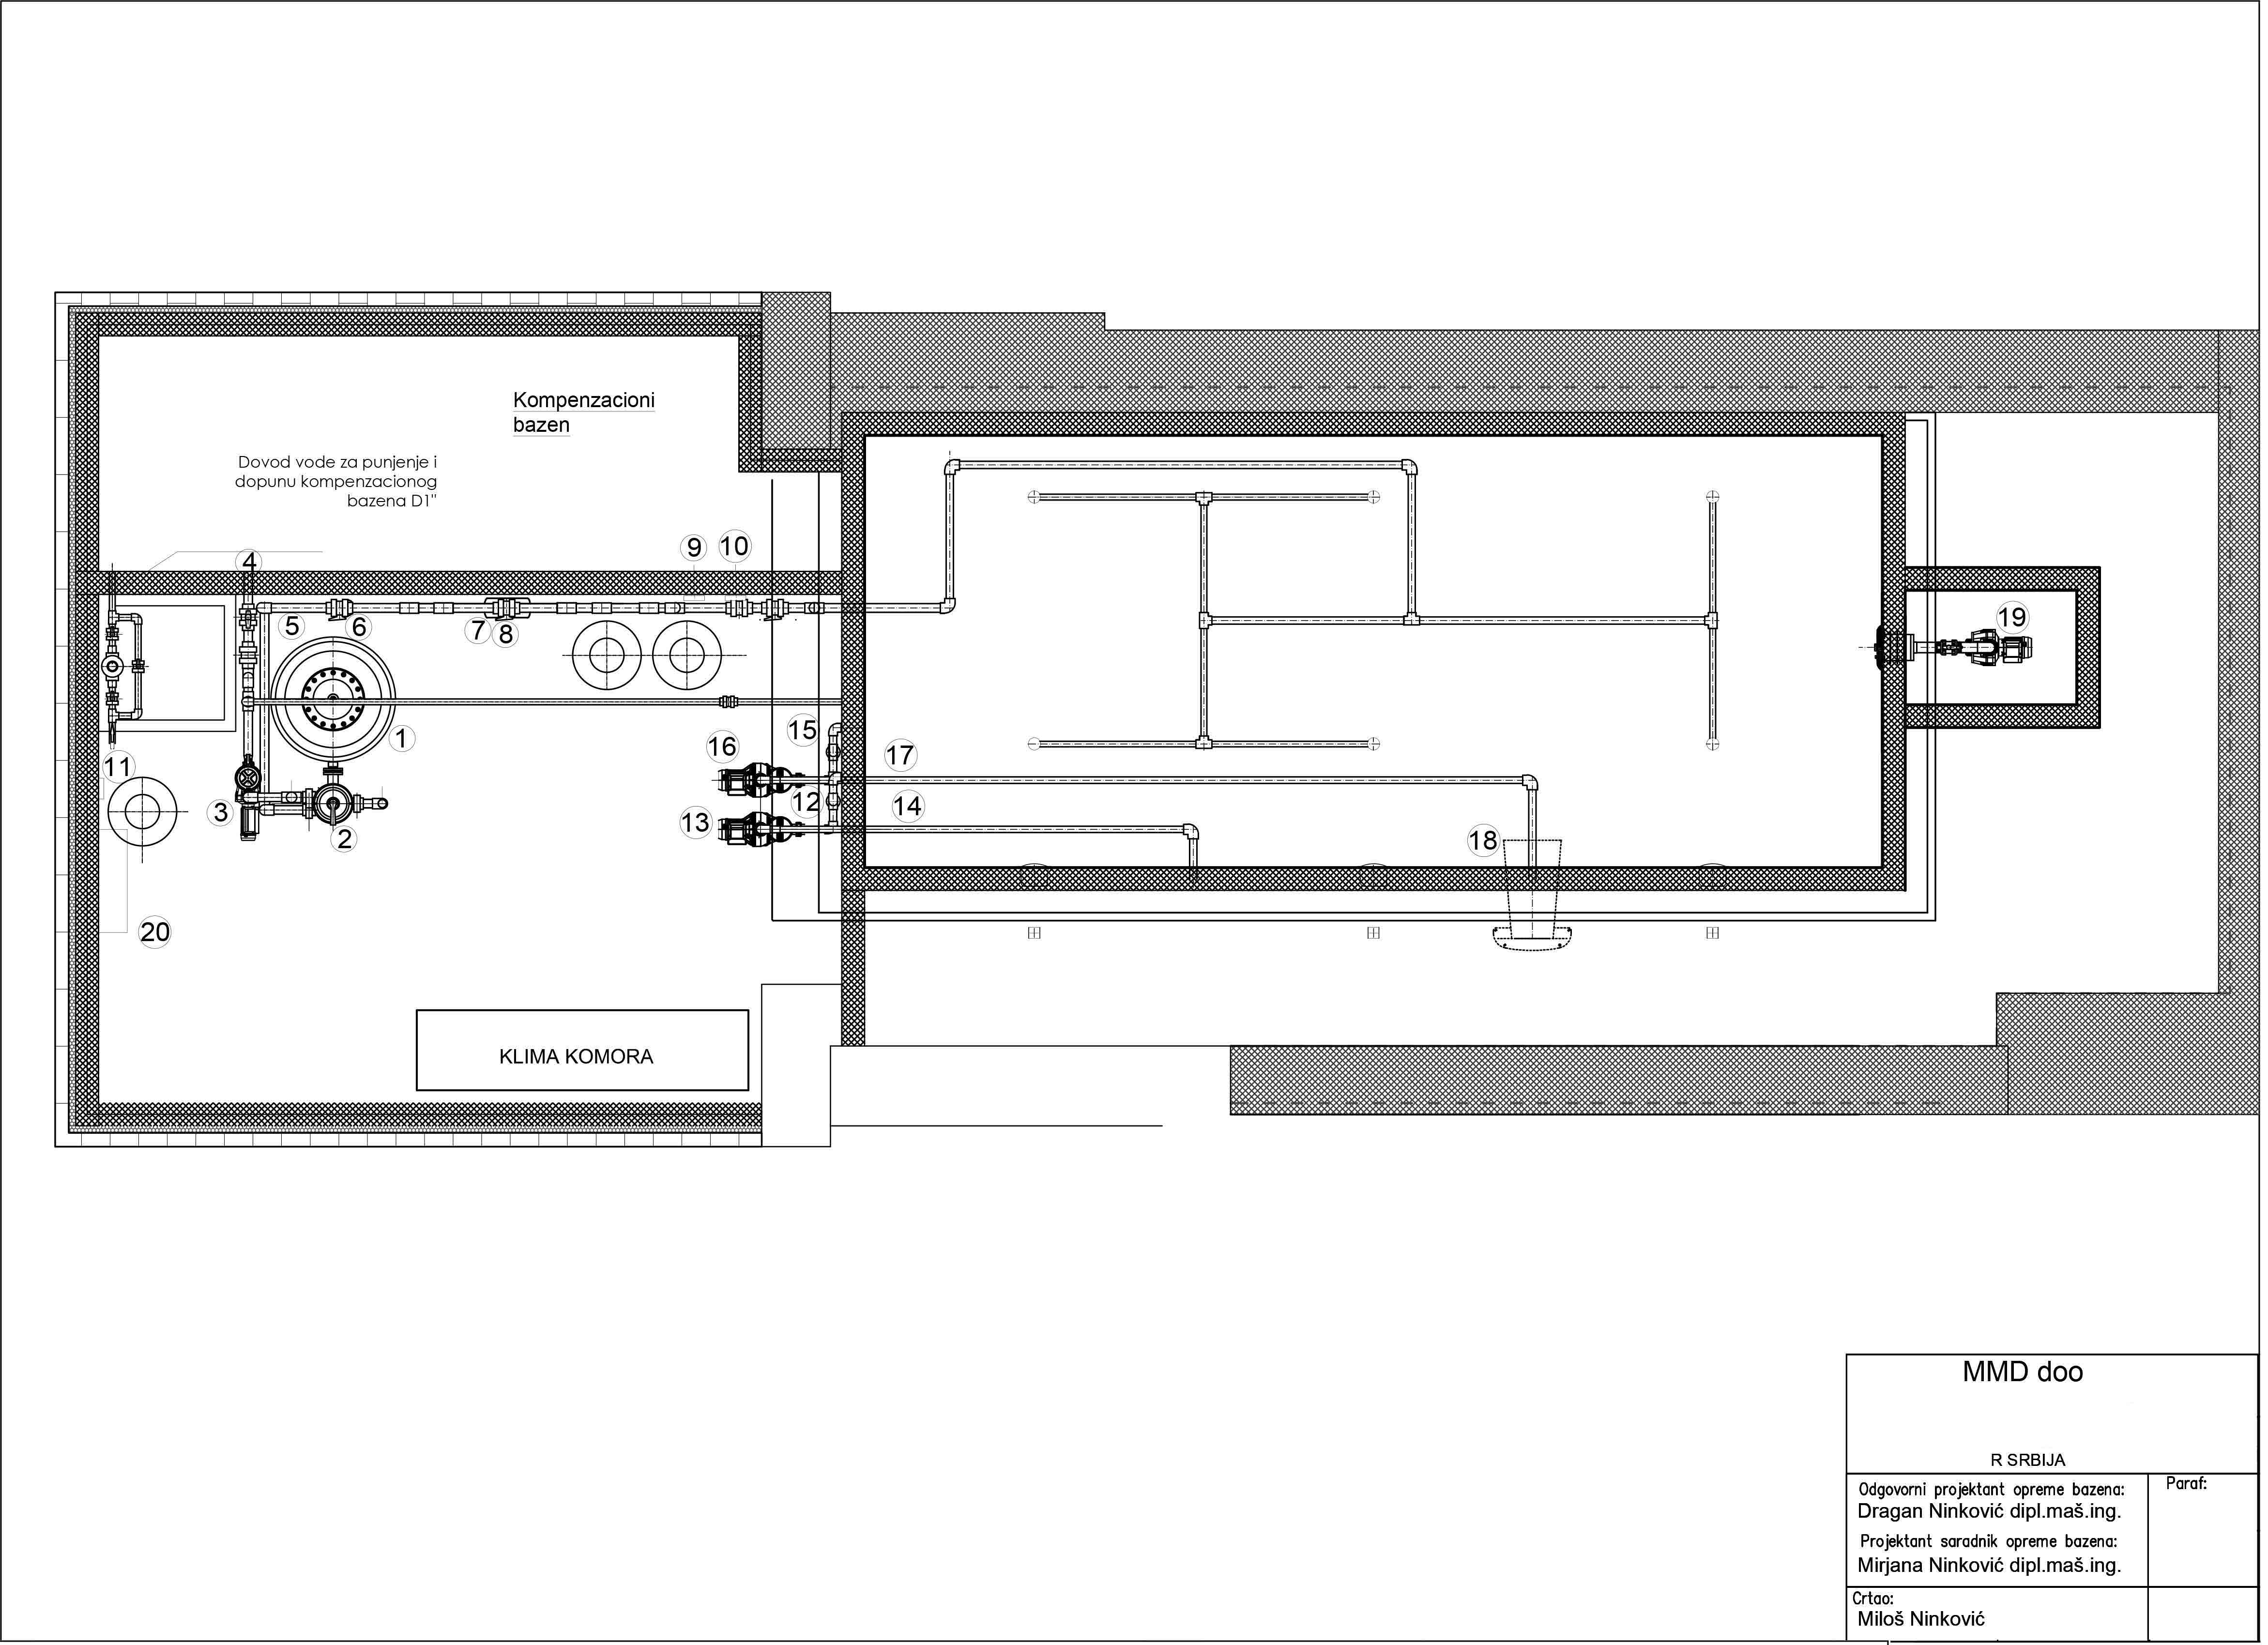 Kompenzacioni
bazen
Dovod vode za punjenje i
dopunu kompenzacionog
bazena D1"
4
9
10
5
6
7
8
19
1
15
16
17
11
3
2
12
14
13
18
20
KLIMA KOMORA
MMD doo
R SRBIJA
Odgovorni projektant opreme bazena:
Paraf:
Dragan Ninković dipl.maš.ing.
Projektant saradnik opreme bazena:
Mirjana Ninković dipl.maš.ing.
Crtao:
Miloš Ninković